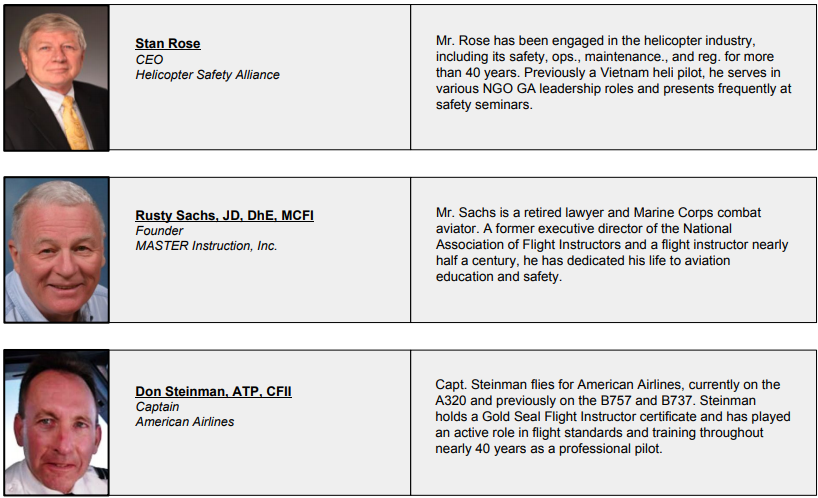 Stan Rose
CEO
Helicopter Safety Alliance
Mr. Rose has been engaged in the helicopter industry,
including its safety, ops., maintenance., and reg. for more
than 40 years. Previously a Vietnam heli pilot, he serves in
various NGO GA leadership roles and presents frequently at
safety seminars.
Rusty Sachs, JD, DhE, MCFI
Founder
MASTER Instruction, Inc.
Mr. Sachs is a retired lawyer and Marine Corps combat
aviator. A former executive director of the National
Association of Flight Instructors and a flight instructor nearly
half a century, he has dedicated his life to aviation
education and safety.
Don Steinman, ATP, CFII
Captain
American Airlines
Capt. Steinman flies for American Airlines, currently on the
A320 and previously on the B757 and B737. Steinman
holds a Gold Seal Flight Instructor certificate and has played
an active role in flight standards and training throughout
nearly 40 years as a professional pilot.